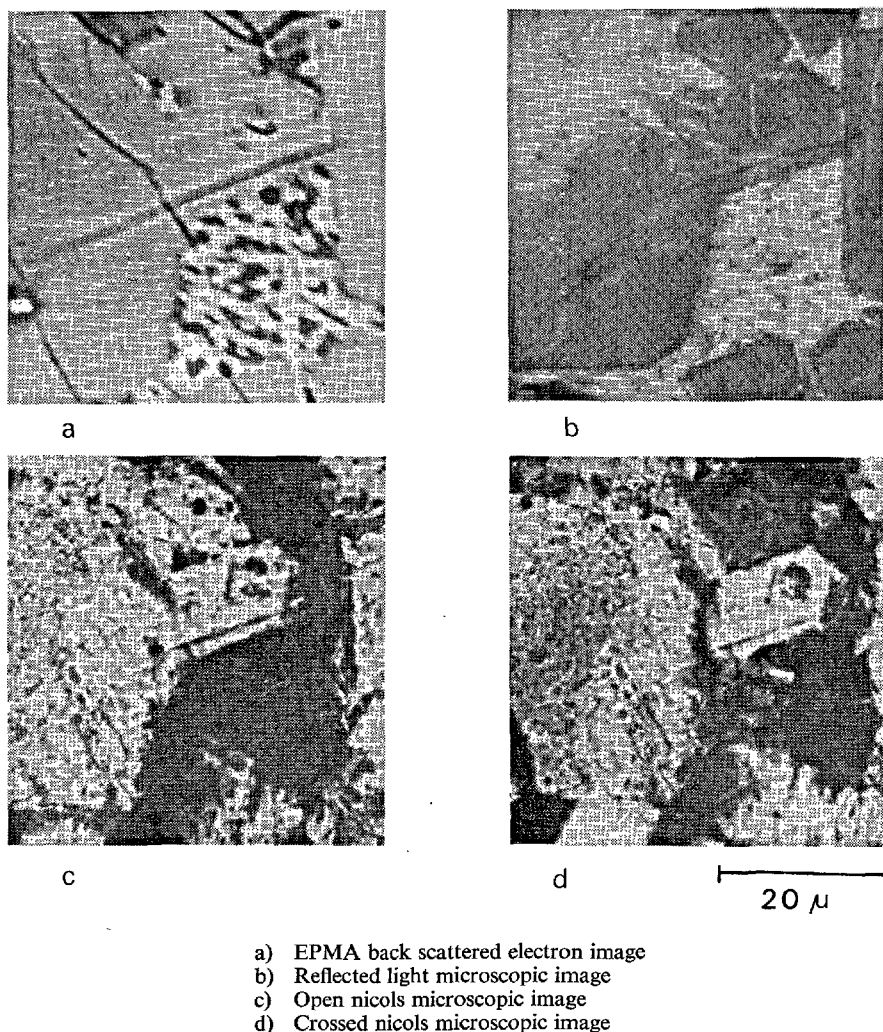 a
b
c
d
20 μ
a) EPMA back scattered electron image
b) Reflected light microscopic image
c) Open nicols microscopic image
d) Crossed nicols microscopic image